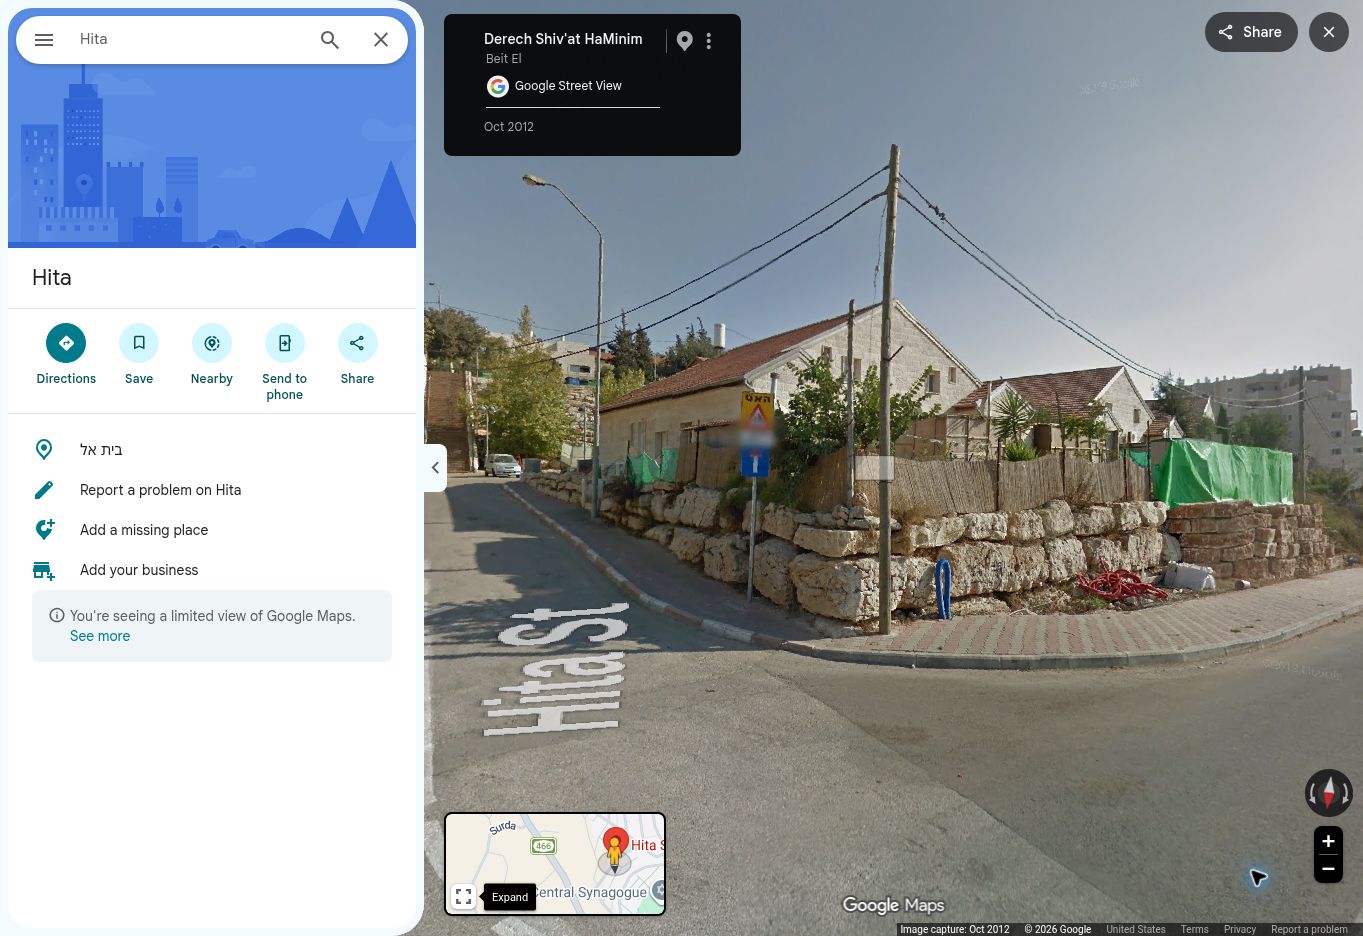 Hita
Hita
Directions
Save
Nearby
Send to
phone
Share
בית אל
Report a problem on Hita
Add a missing place
Add your business
You're seeing a limited view of Google Maps.
See more
Derech Shiv'at HaMinim
Beit El
Google Street View
Oct 2012
Share
האט
Hita St
Surda
466
Hita S
Central Synagogue
Expand
Google Maps
Image capture: Oct 2012
© 2026 Google
United States
Terms
Privacy
Report a problem